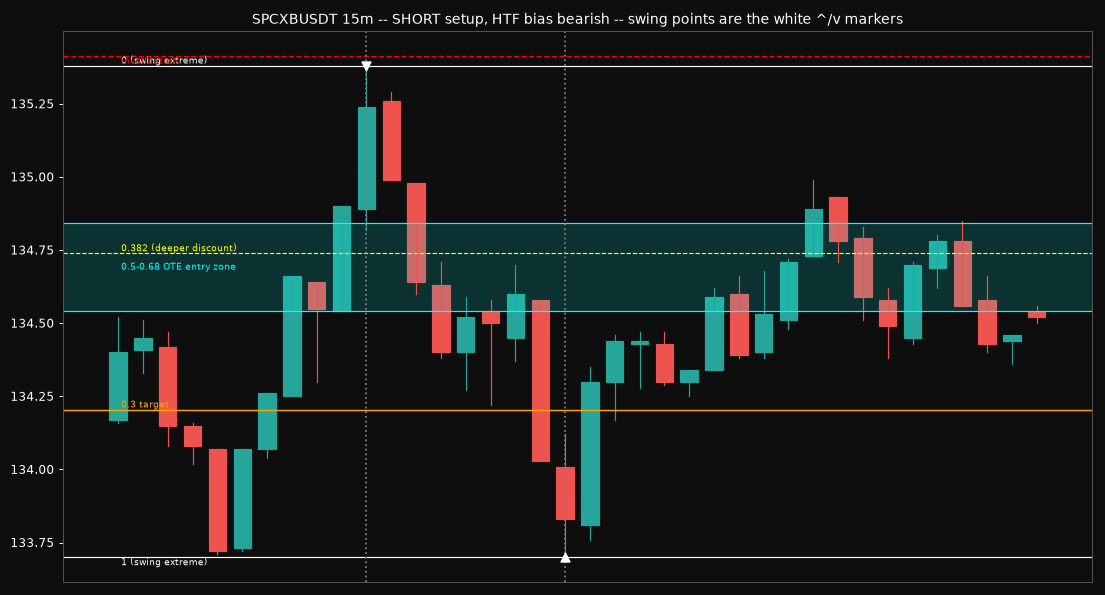 SPCXBUSDT 15m -- SHORT setup, HTF bias bearish -- swing points are the white ^/v markers
0 (swing extreme)
135.25
135.00
134.75
0.382 (deeper discount)
0.5-0.68 OTE entry zone
134.50
134.25
0.3 target
134.00
133.75
1 (swing extreme)